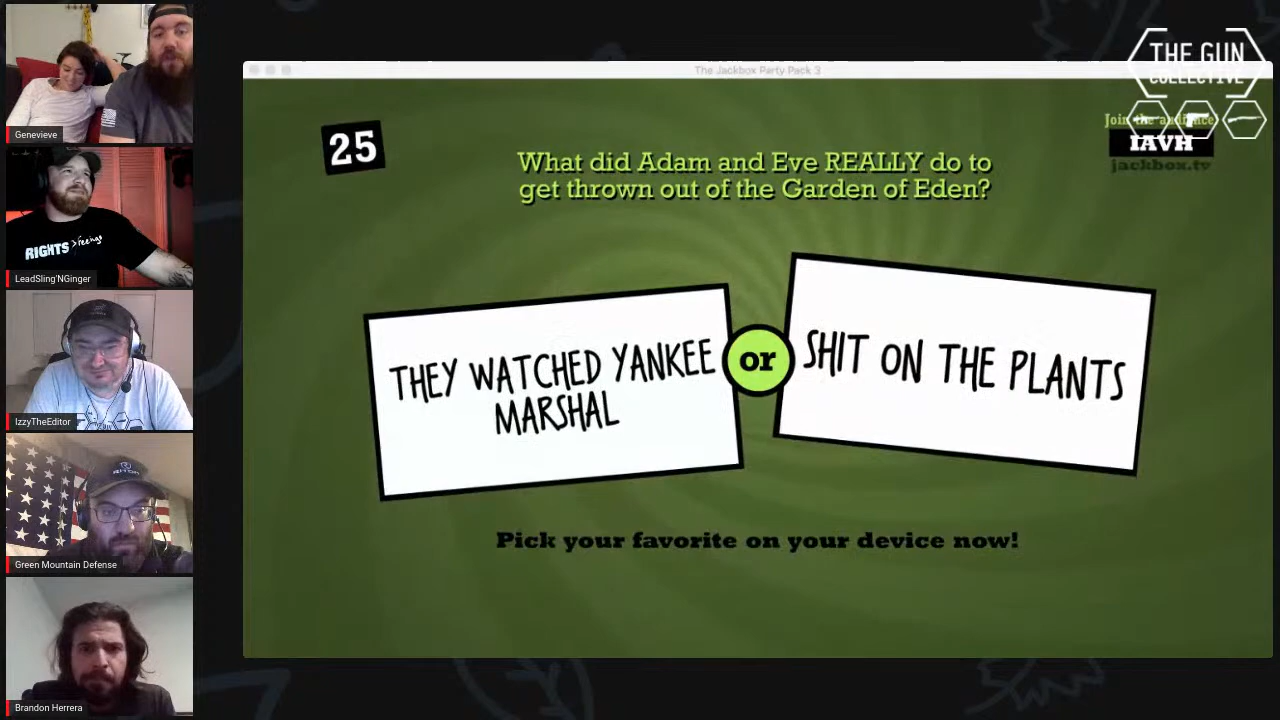 The Jackbox Party Pack 3
THE GUN
COLLECTIVE
Join the audience
IAVH
jackbox.tv
25
What did Adam and Eve REALLY do to
get thrown out of the Garden of Eden?
THEY WATCHED YANKEE
MARSHAL
or
SHIT ON THE PLANTS
Pick your favorite on your device now!
Genevieve
RIGHTS > feelings
LeadSling'NGinger
IzzyTheEditor
Green Mountain Defense
Brandon Herrera